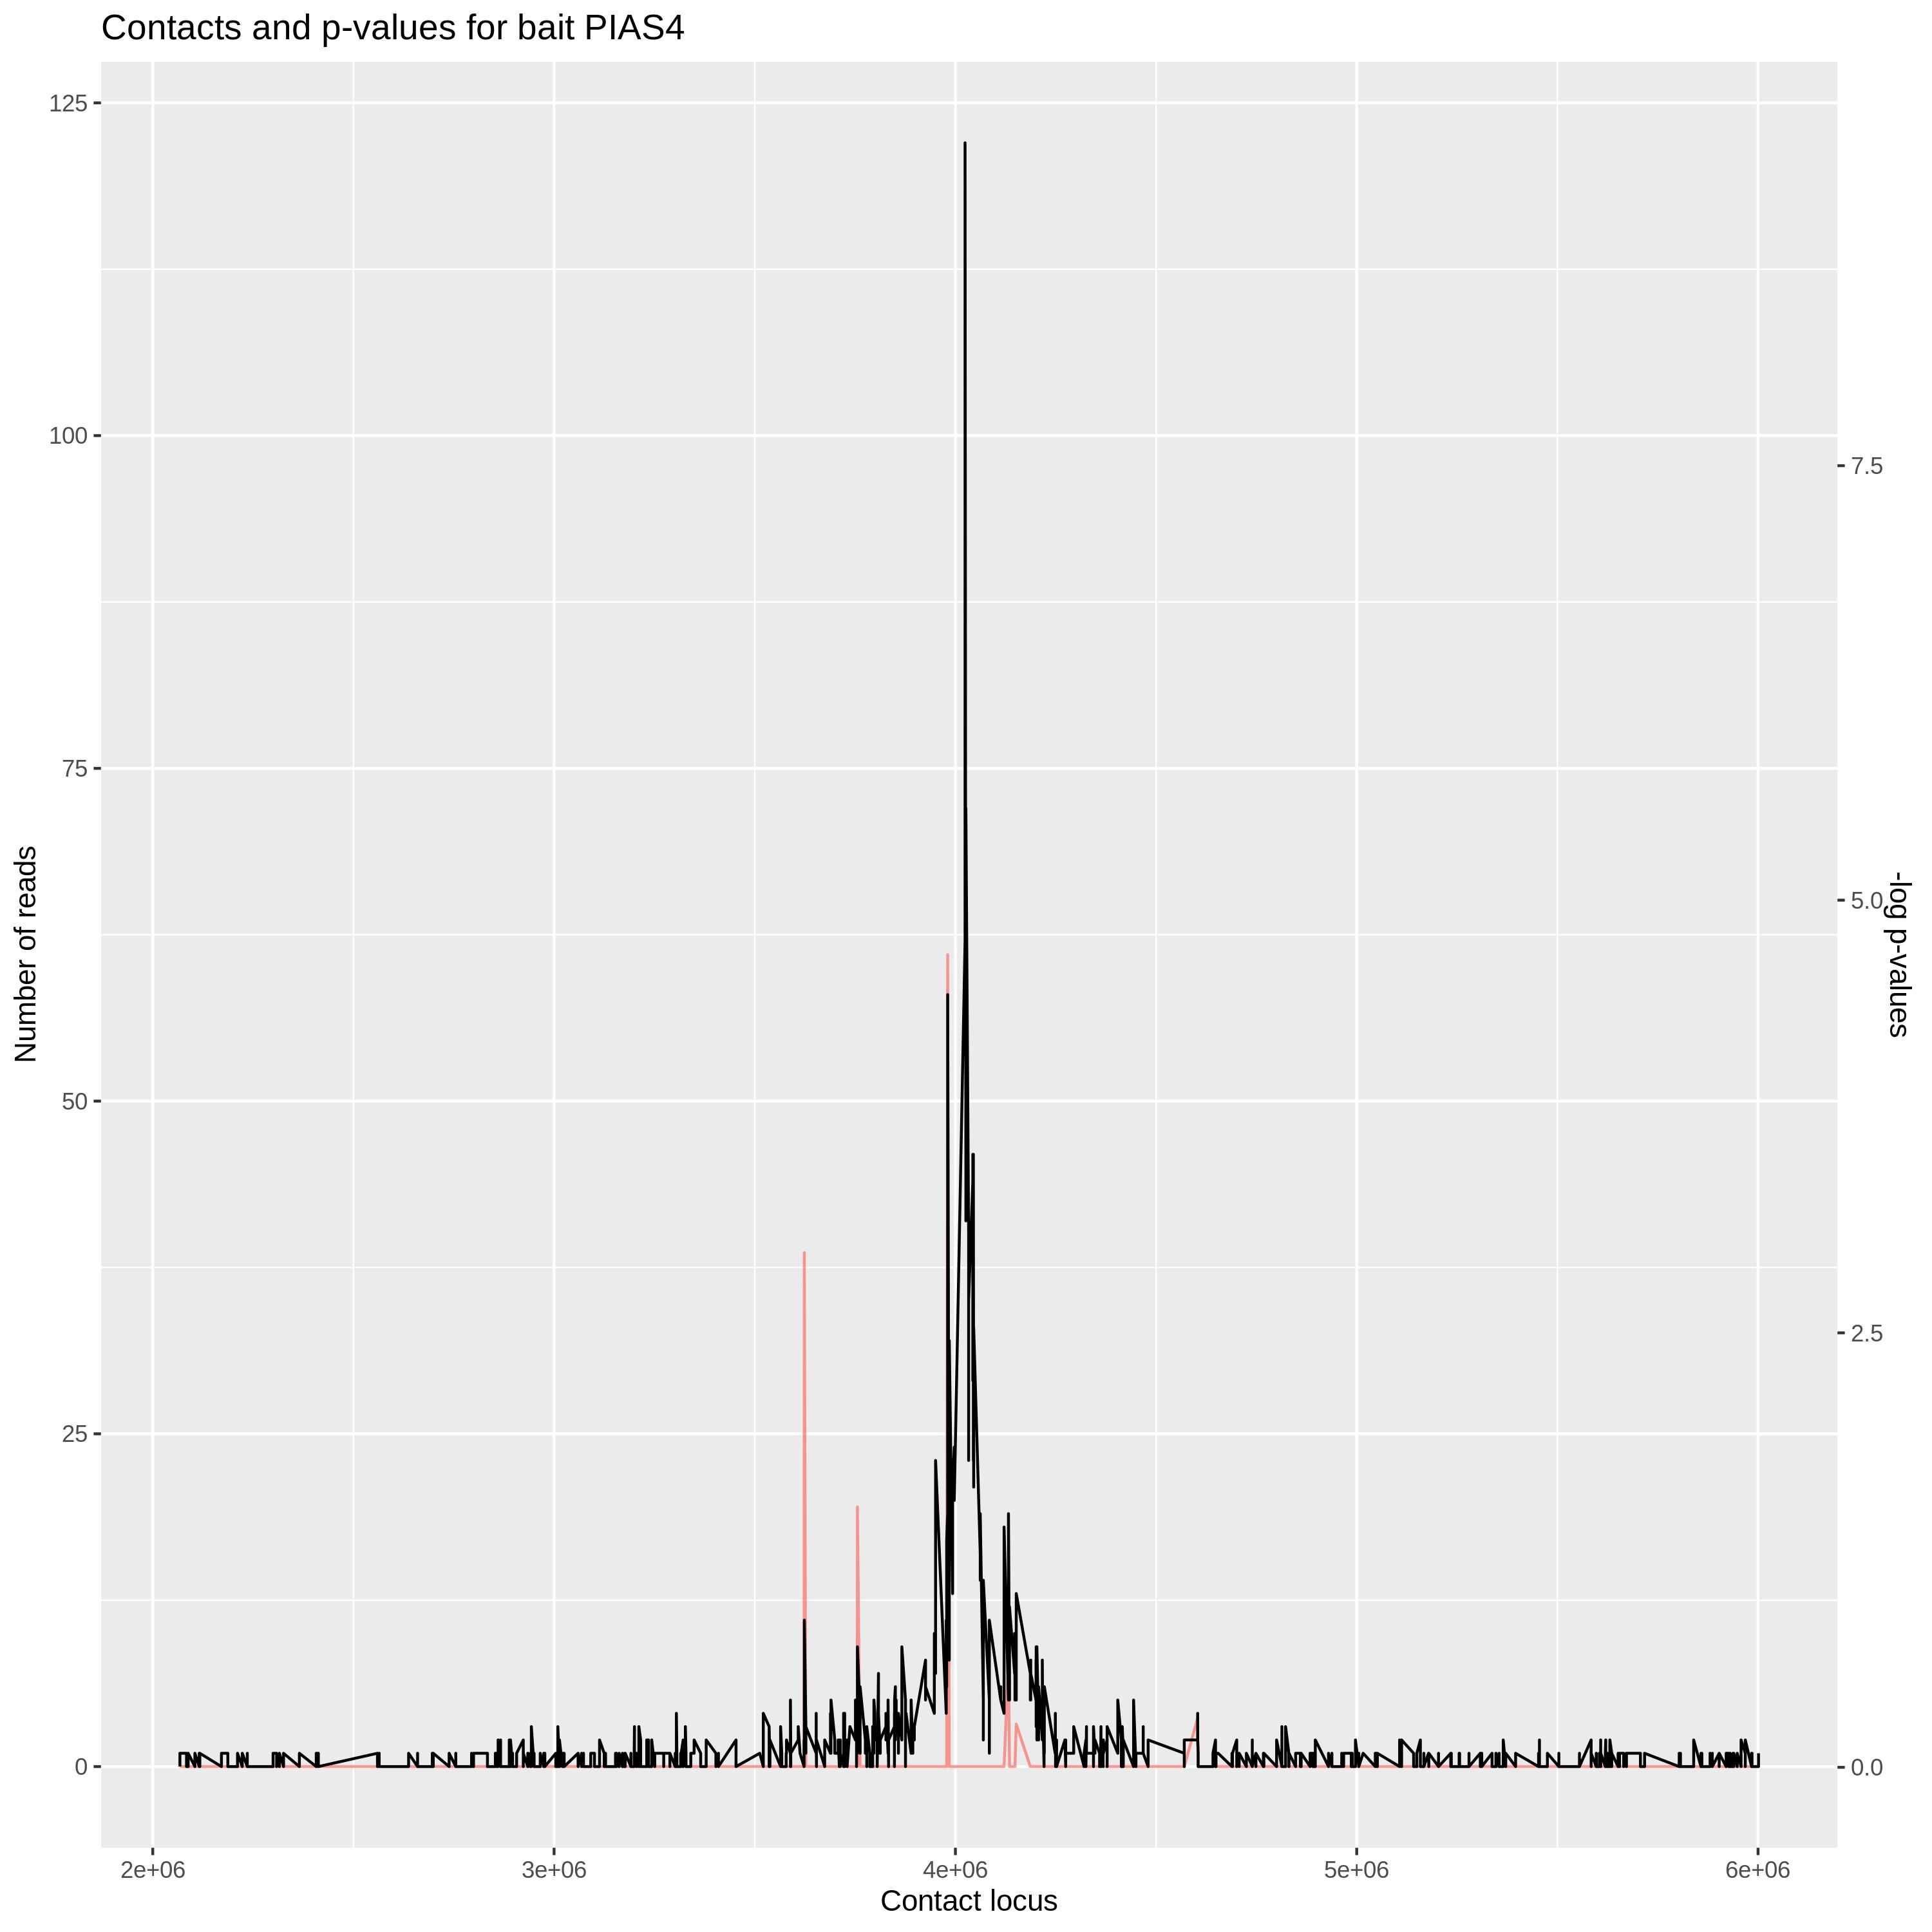 Contacts and p-values for bait PIAS4
125
100
75
50
25
0
Number of reads
7.5
5.0
2.5
0.0
-log p-values
2e+06
3e+06
4e+06
5e+06
6e+06
Contact locus